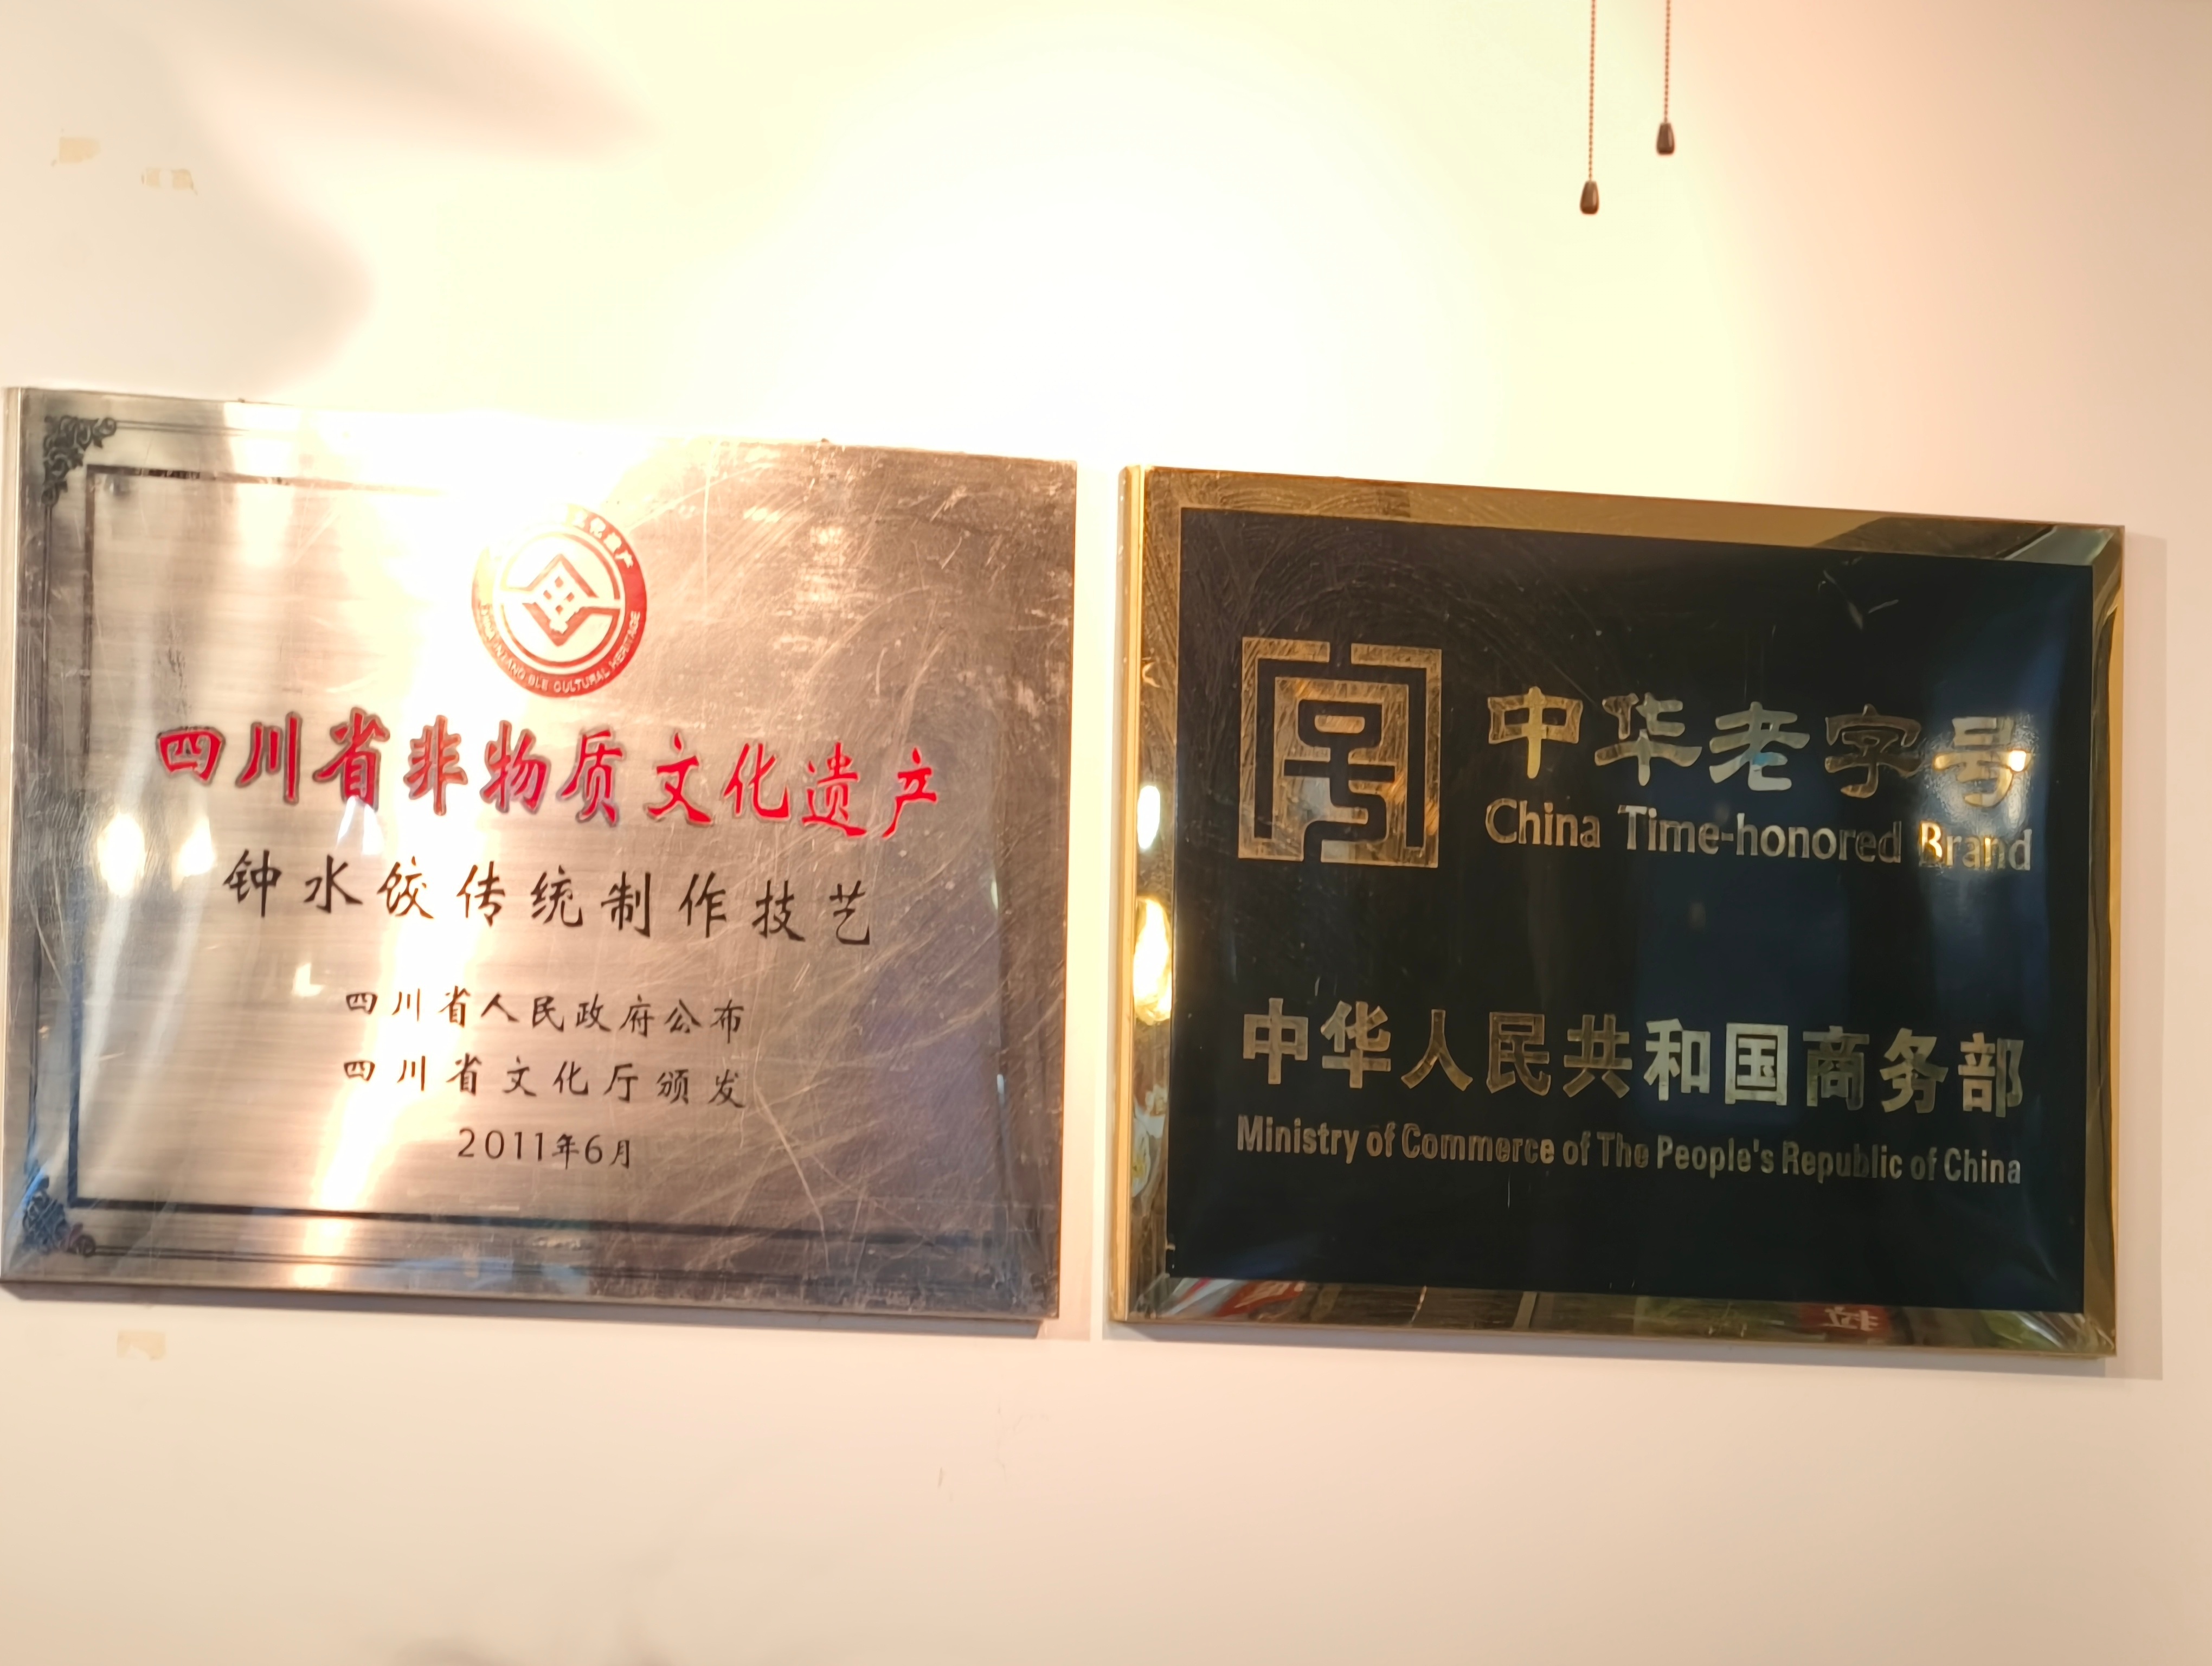 四川省非物质文化遗产
钟水饺传统制作技艺
四川省人民政府公布
四川省文化厅颁发
2011年6月
中华老字号
China Time-honored Brand
中华人民共和国商务部
Ministry of Commerce of The People's Republic of China